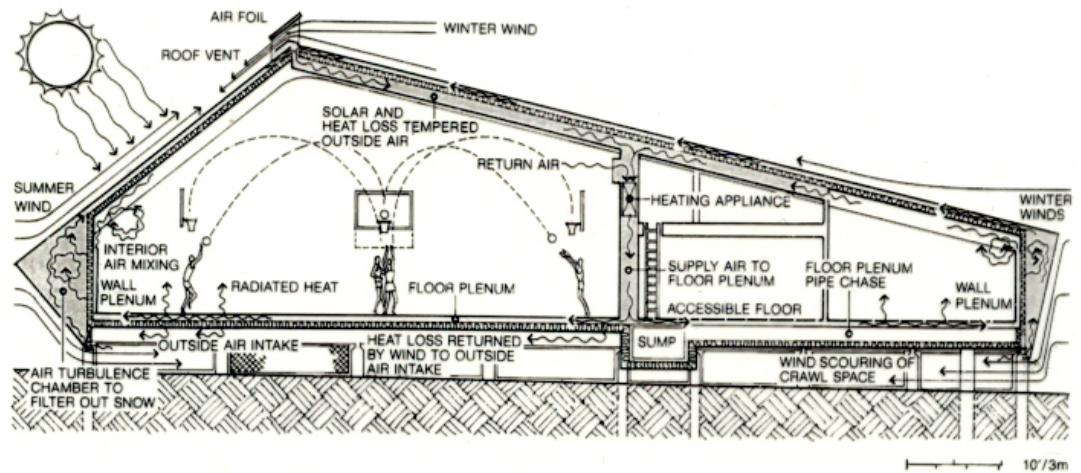 AIR FOIL
WINTER WIND
ROOF VENT
SOLAR AND
HEAT LOSS TEMPERED
OUTSIDE AIR
RETURN AIR
SUMMER
WIND
HEATING APPLIANCE
WINTER
WINDS
INTERIOR
AIR MIXING
WALL
PLENUM
RADIATED HEAT
FLOOR PLENUM
SUPPLY AIR TO
FLOOR PLENUM
FLOOR PLENUM
PIPE CHASE
WALL
PLENUM
ACCESSIBLE FLOOR
OUTSIDE AIR INTAKE
HEAT LOSS RETURNED
BY WIND TO OUTSIDE
AIR INTAKE
SUMP
WIND SCOURING OF
CRAWL SPACE
AIR TURBULENCE
CHAMBER TO
FILTER OUT SNOW
10'/3m